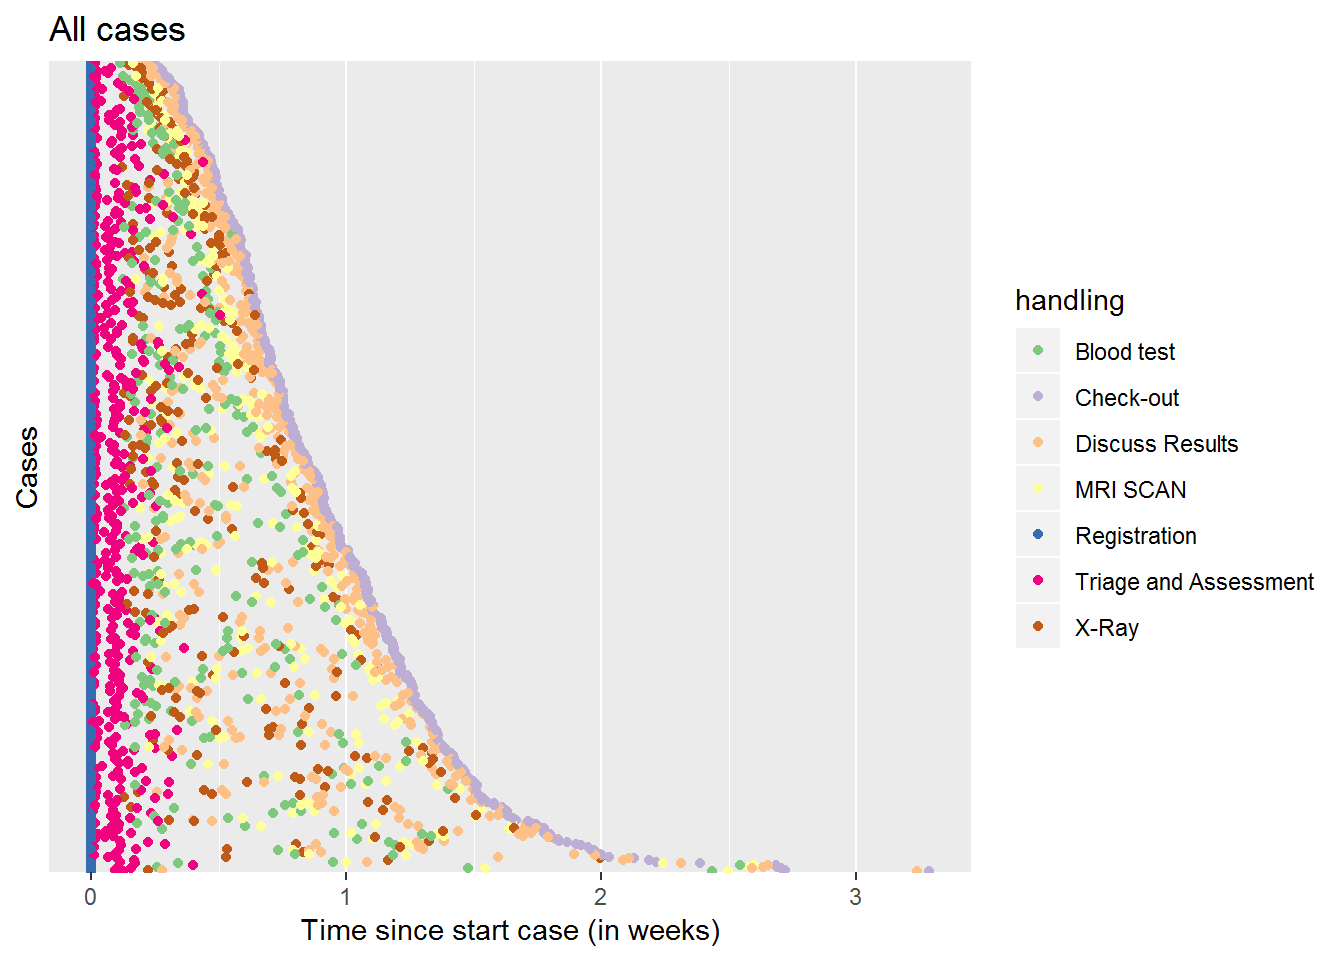 All cases
Cases
0 1 2 3
Time since start case (in weeks)
handling
Blood test
Check-out
Discuss Results
MRI SCAN
Registration
Triage and Assessment
X-Ray